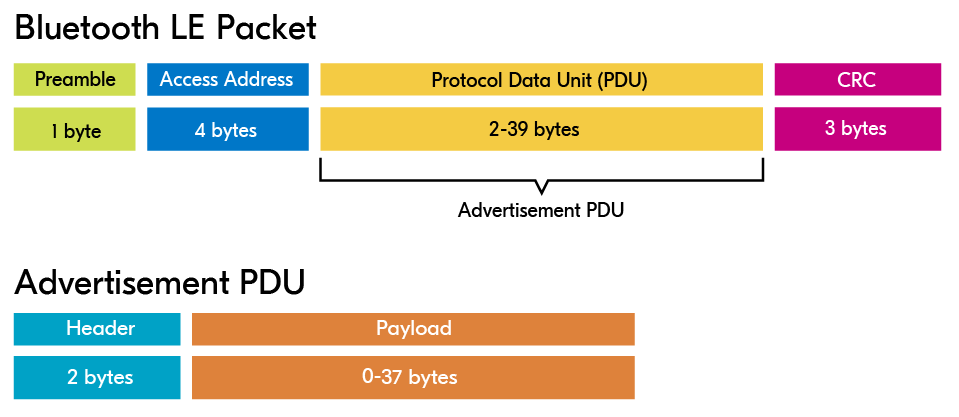 Bluetooth LE Packet
Preamble Access Address Protocol Data Unit (PDU) CRC
1 byte 4 bytes 2-39 bytes 3 bytes
Advertisement PDU
Advertisement PDU
Header Payload
2 bytes 0-37 bytes